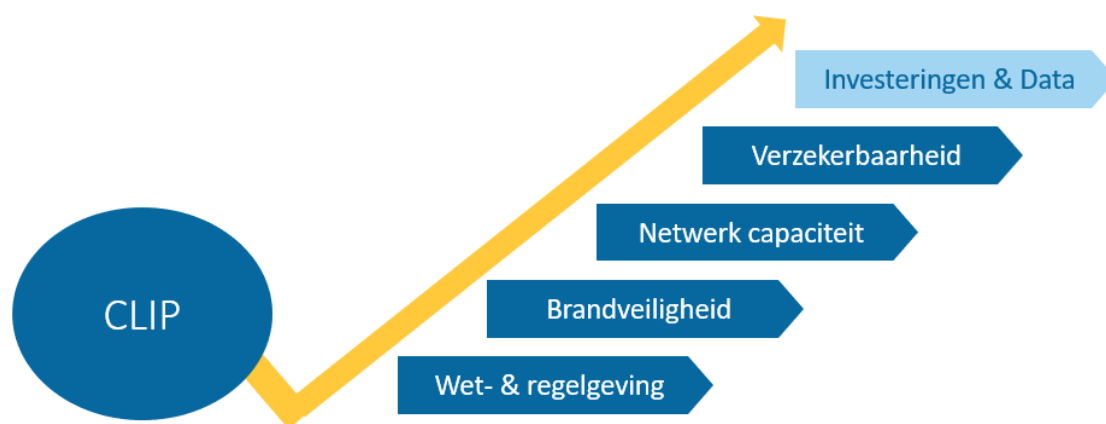 Investeringen & Data
Verzekerbaarheid
Netwerk capaciteit
Brandveiligheid
CLIP
Wet- & regelgeving